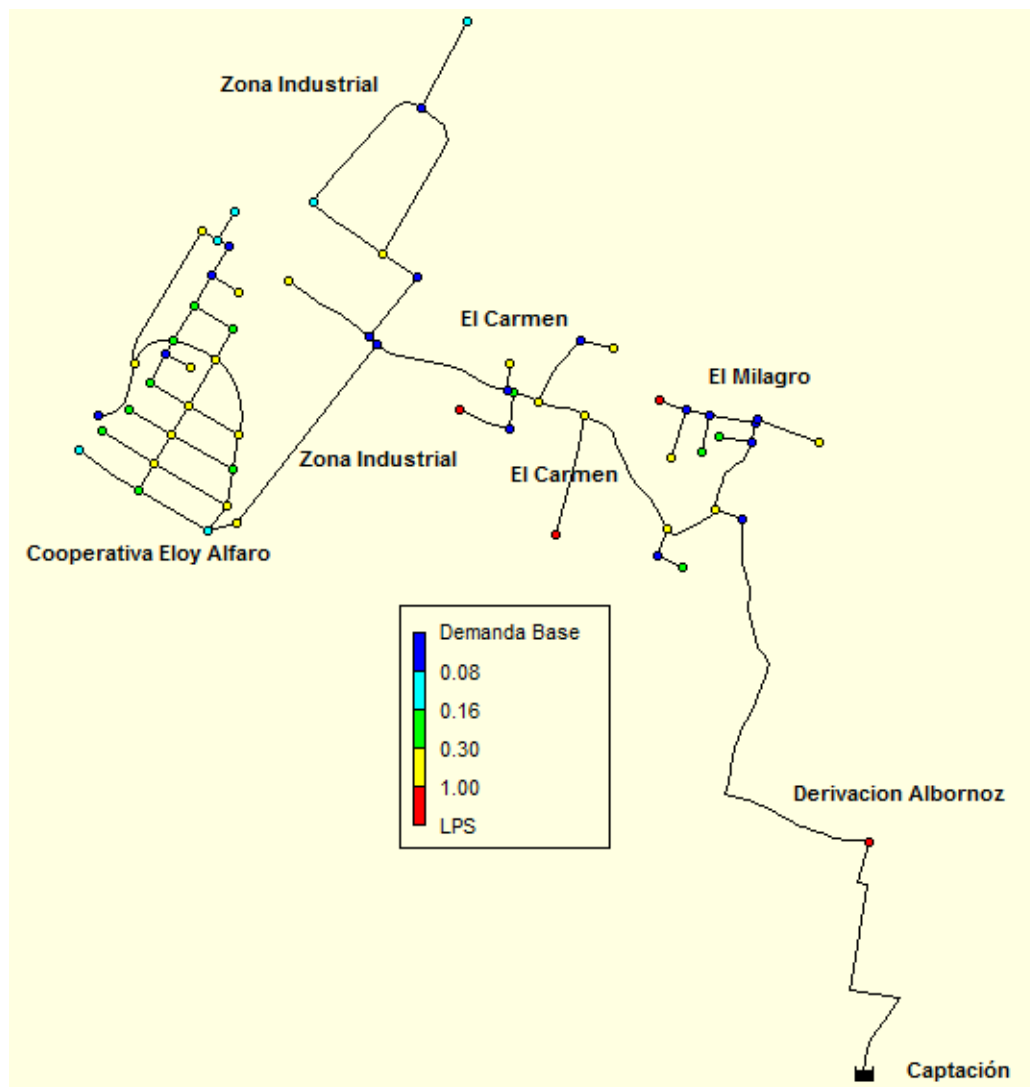 Zona Industrial
El Carmen
El Milagro
Zona Industrial
El Carmen
Cooperativa Eloy Alfaro
Demanda Base
0.08
0.16
0.30
1.00
LPS
Derivacion Albornoz
Captación